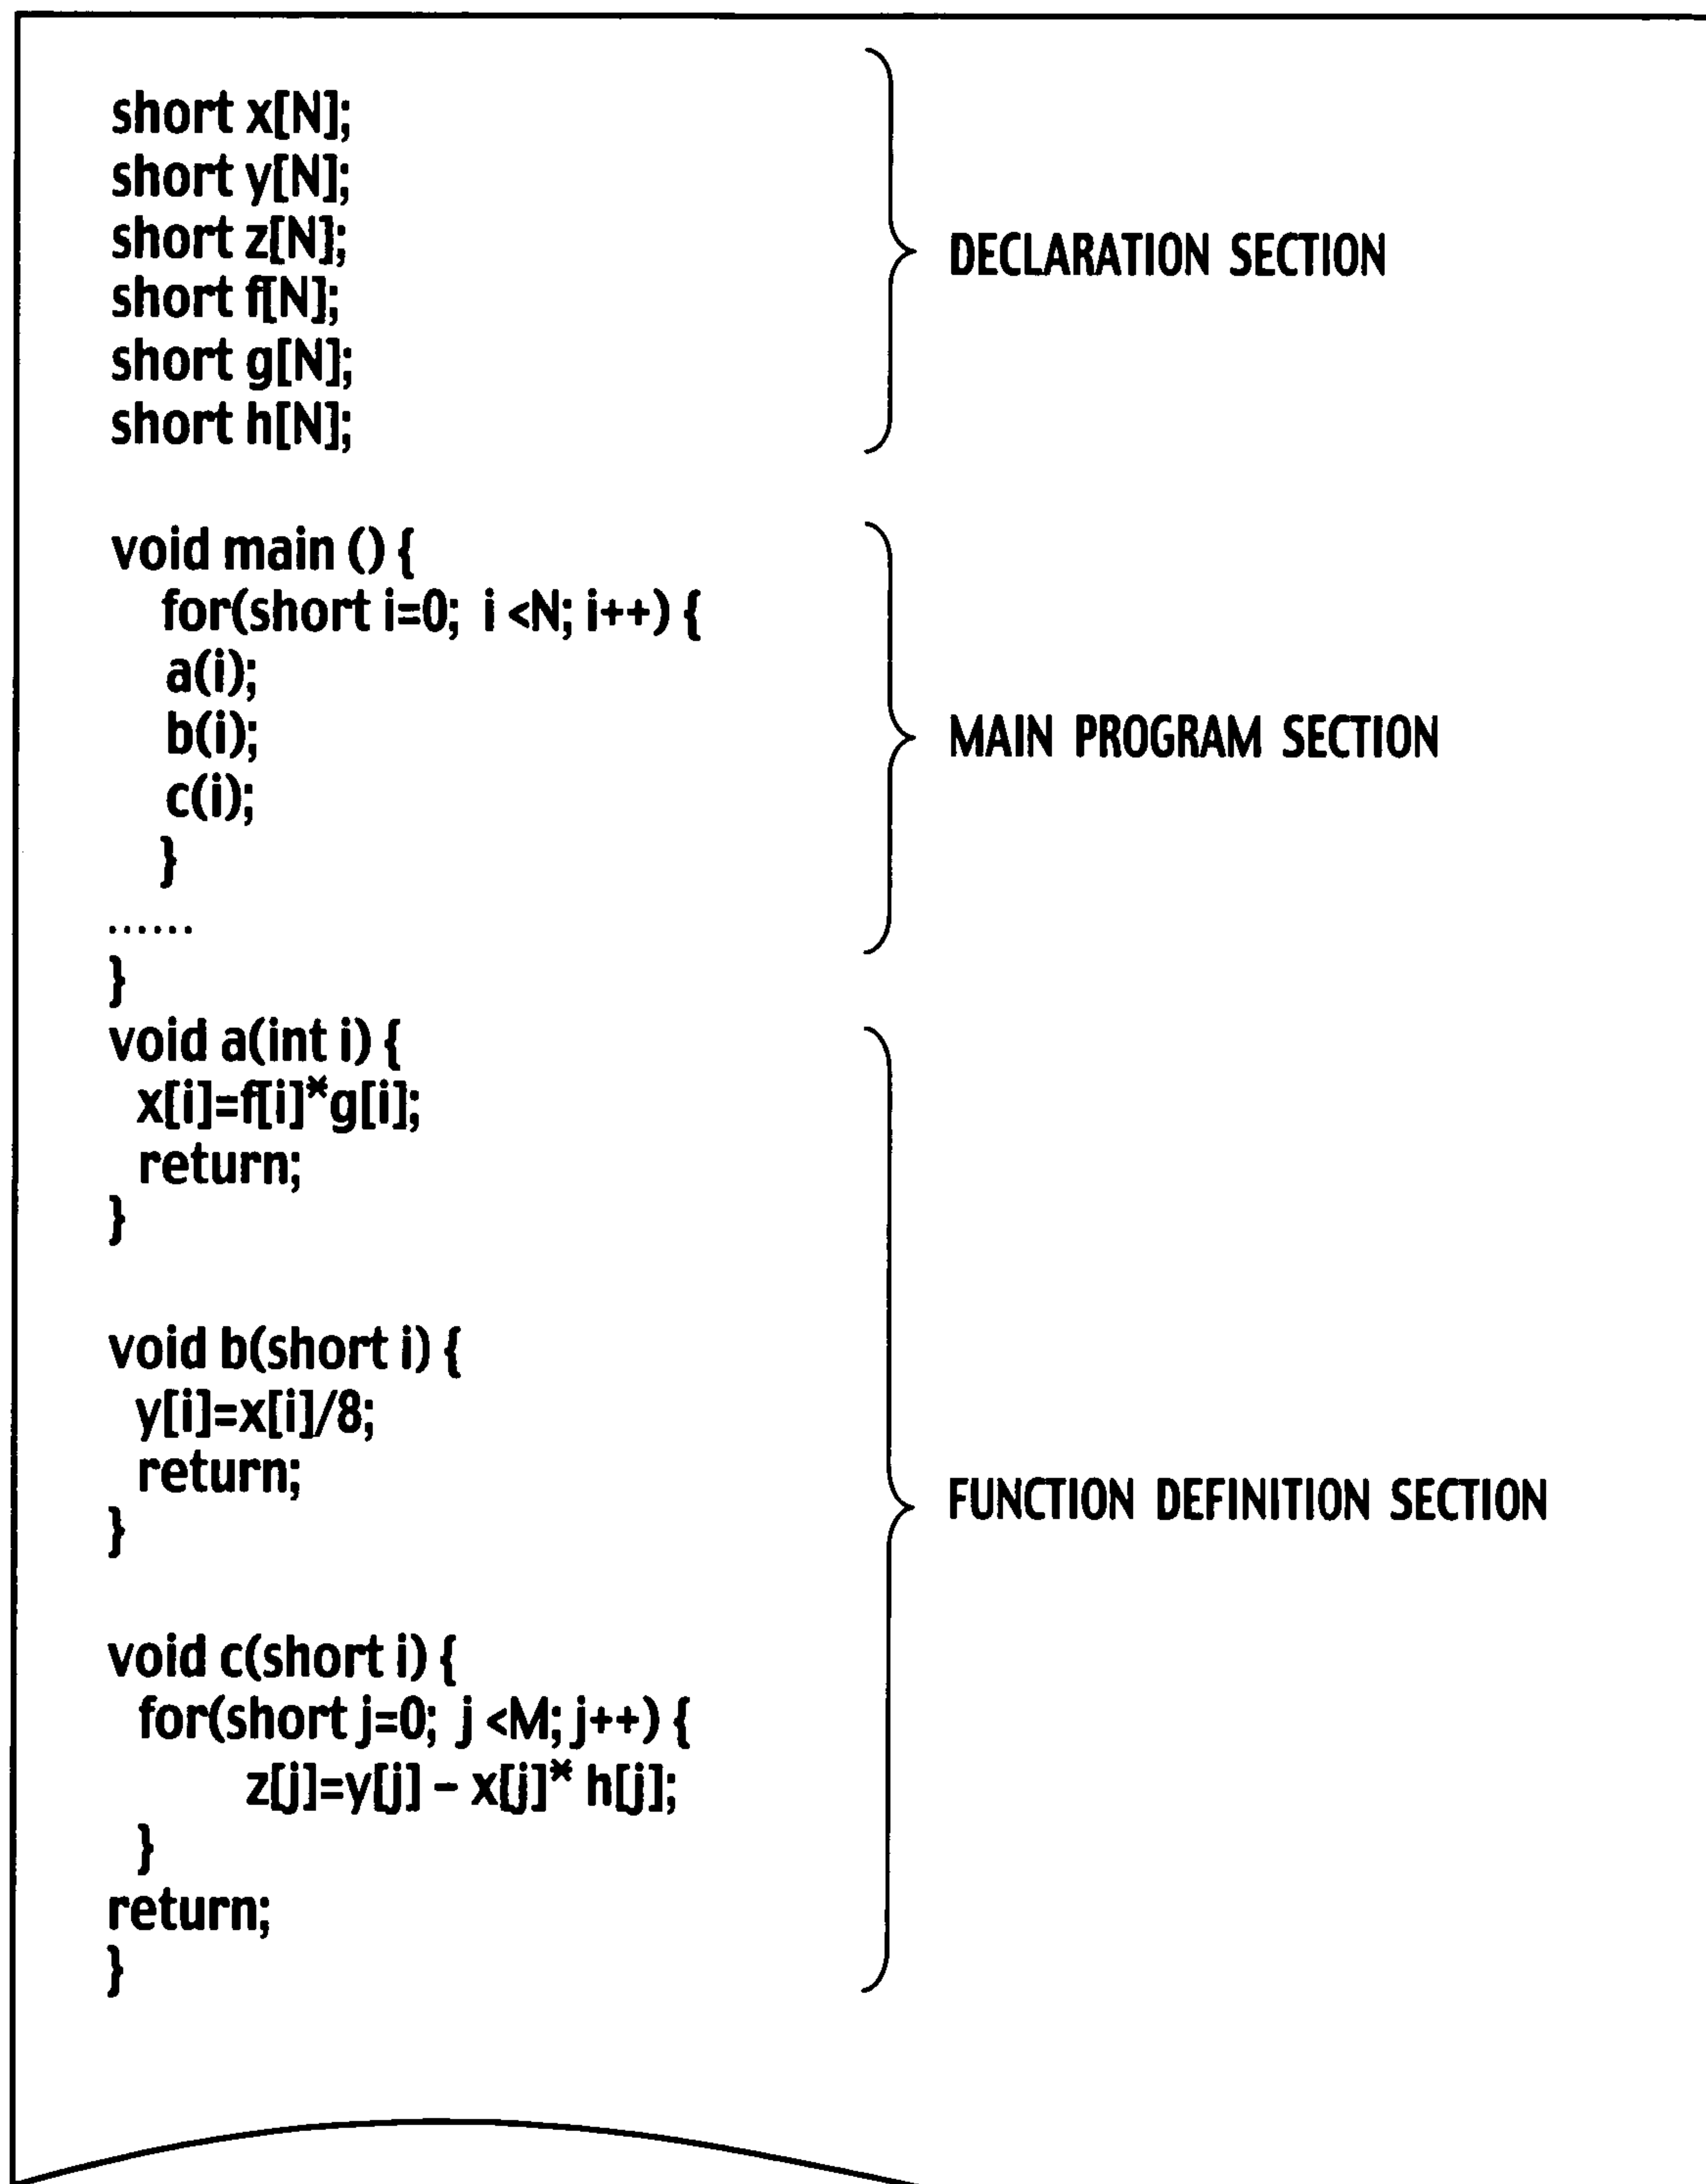 short x[N];
short y[N];
short z[N];
short f[N];
short g[N];
short h[N];
DECLARATION SECTION
void main () {
for(short i=0; i <N; i++) {
a(i);
b(i);
c(i);
}
......
}
MAIN PROGRAM SECTION
void a(int i) {
x[i]=f[i]*g[i];
return;
}
void b(short i) {
y[i]=x[i]/8;
return;
}
void c(short i) {
for(short j=0; j <M; j++) {
z[j]=y[j] – x[j]* h[j];
}
return;
}
FUNCTION DEFINITION SECTION